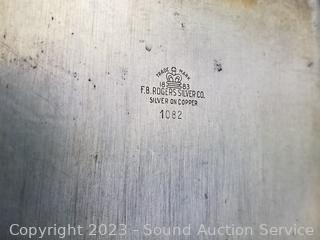 TRADE MARK
18 83
F.B. ROGERS SILVER CO.
SILVER ON COPPER
1082
Copyright 2023 - Sound Auction Service